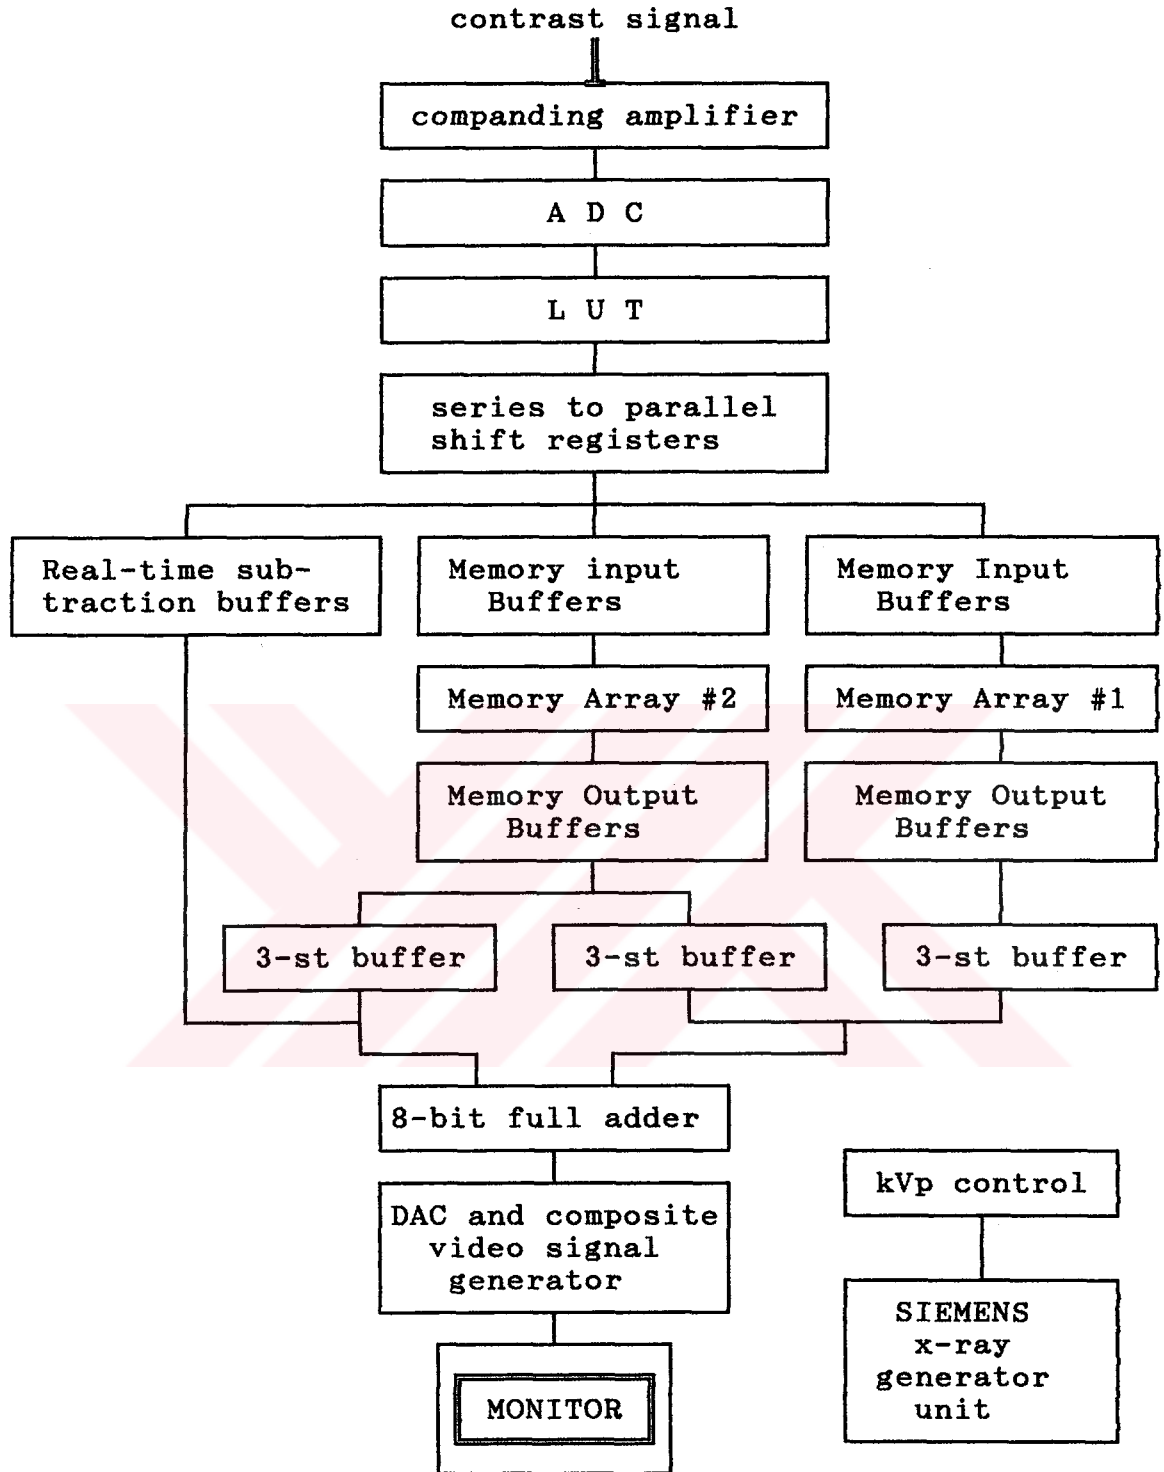 contrast signal
companding amplifier
A D C
L U T
series to parallel
shift registers
Real-time sub-
traction buffers
Memory input
Buffers
Memory Input
Buffers
Memory Array #2
Memory Array #1
Memory Output
Buffers
Memory Output
Buffers
3-st buffer
3-st buffer
3-st buffer
8-bit full adder
DAC and composite
video signal
generator
kVp control
SIEMENS
x-ray
generator
unit
MONITOR